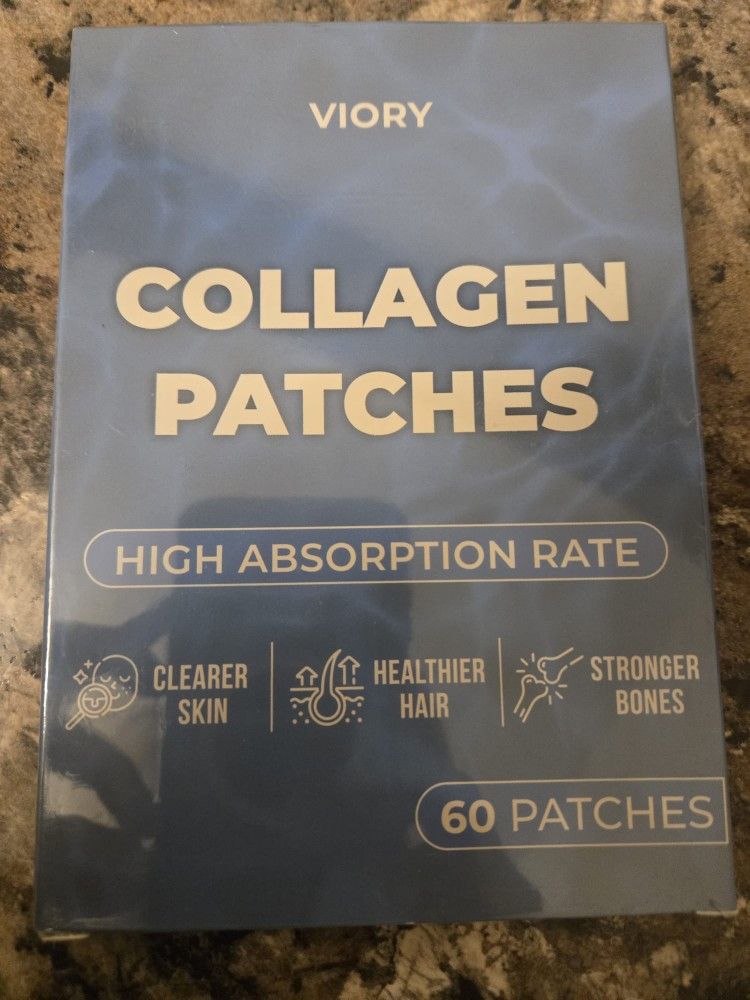 VIORY
COLLAGEN
PATCHES
HIGH ABSORPTION RATE
CLEARER
SKIN
HEALTHIER
HAIR
STRONGER
BONES
60 PATCHES